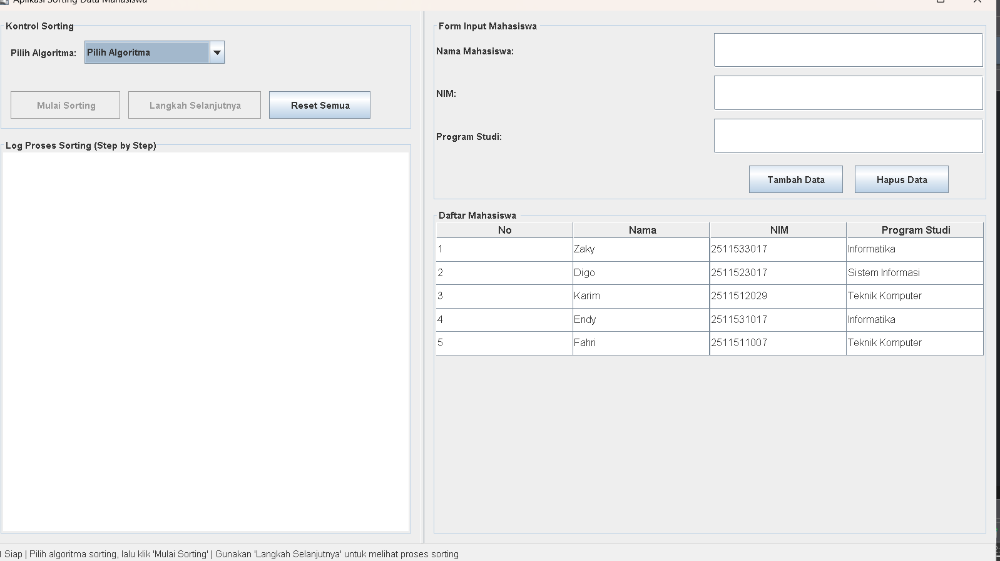 Aplikasi Sorting Data Mahasiswa
Kontrol Sorting
Pilih Algoritma: Pilih Algoritma
Mulai Sorting Langkah Selanjutnya Reset Semua
Log Proses Sorting (Step by Step)
Form Input Mahasiswa
Nama Mahasiswa:
NIM:
Program Studi:
Tambah Data Hapus Data
Daftar Mahasiswa
No Nama NIM Program Studi
1 Zaky 2511533017 Informatika
2 Digo 2511523017 Sistem Informasi
3 Karim 2511512029 Teknik Komputer
4 Endy 2511531017 Informatika
5 Fahri 2511511007 Teknik Komputer
Siap | Pilih algoritma sorting, lalu klik 'Mulai Sorting' | Gunakan 'Langkah Selanjutnya' untuk melihat proses sorting